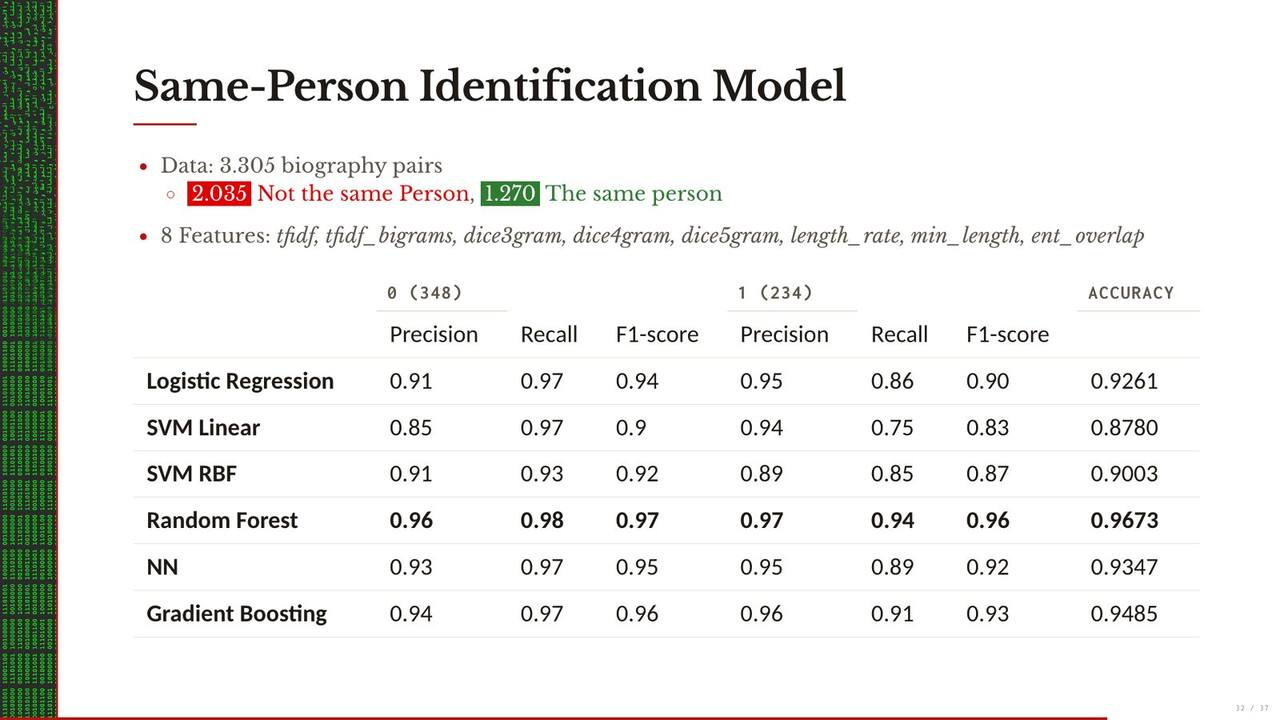 Same-Person Identification Model
Data: 3.305 biography pairs
2.035 Not the same Person, 1.270 The same person
8 Features: tfidf, tfidf_bigrams, dice3gram, dice4gram, dice5gram, length_rate, min_length, ent_overlap
0 (348) 1 (234) ACCURACY
Precision Recall F1-score Precision Recall F1-score
Logistic Regression 0.91 0.97 0.94 0.95 0.86 0.90 0.9261
SVM Linear 0.85 0.97 0.9 0.94 0.75 0.83 0.8780
SVM RBF 0.91 0.93 0.92 0.89 0.85 0.87 0.9003
Random Forest 0.96 0.98 0.97 0.97 0.94 0.96 0.9673
NN 0.93 0.97 0.95 0.95 0.89 0.92 0.9347
Gradient Boosting 0.94 0.97 0.96 0.96 0.91 0.93 0.9485
32 / 37